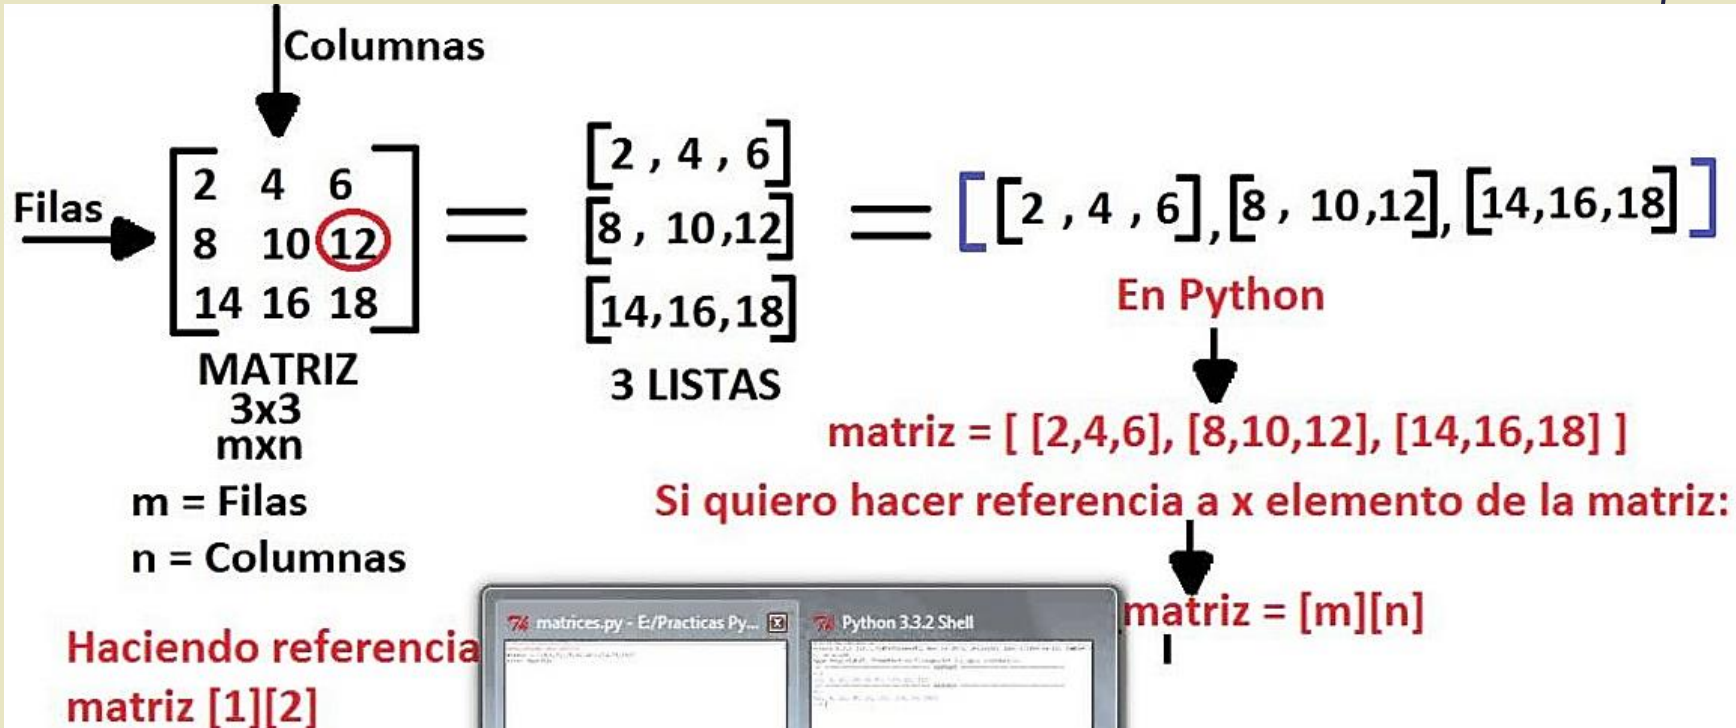 Columnas
Filas
2 4 6
8 10 12
14 16 18
MATRIZ
3x3
mxn
m = Filas
n = Columnas
[2 , 4 , 6]
[8 , 10,12]
[14,16,18]
3 LISTAS
[[2 , 4 , 6],[8 , 10,12],[14,16,18]]
En Python
matriz = [ [2,4,6], [8,10,12], [14,16,18] ]
Si quiero hacer referencia a x elemento de la matriz:
matriz = [m][n]
Haciendo referencia
matriz [1][2]
matrices.py - E:/Practicas Py...
Python 3.3.2 Shell